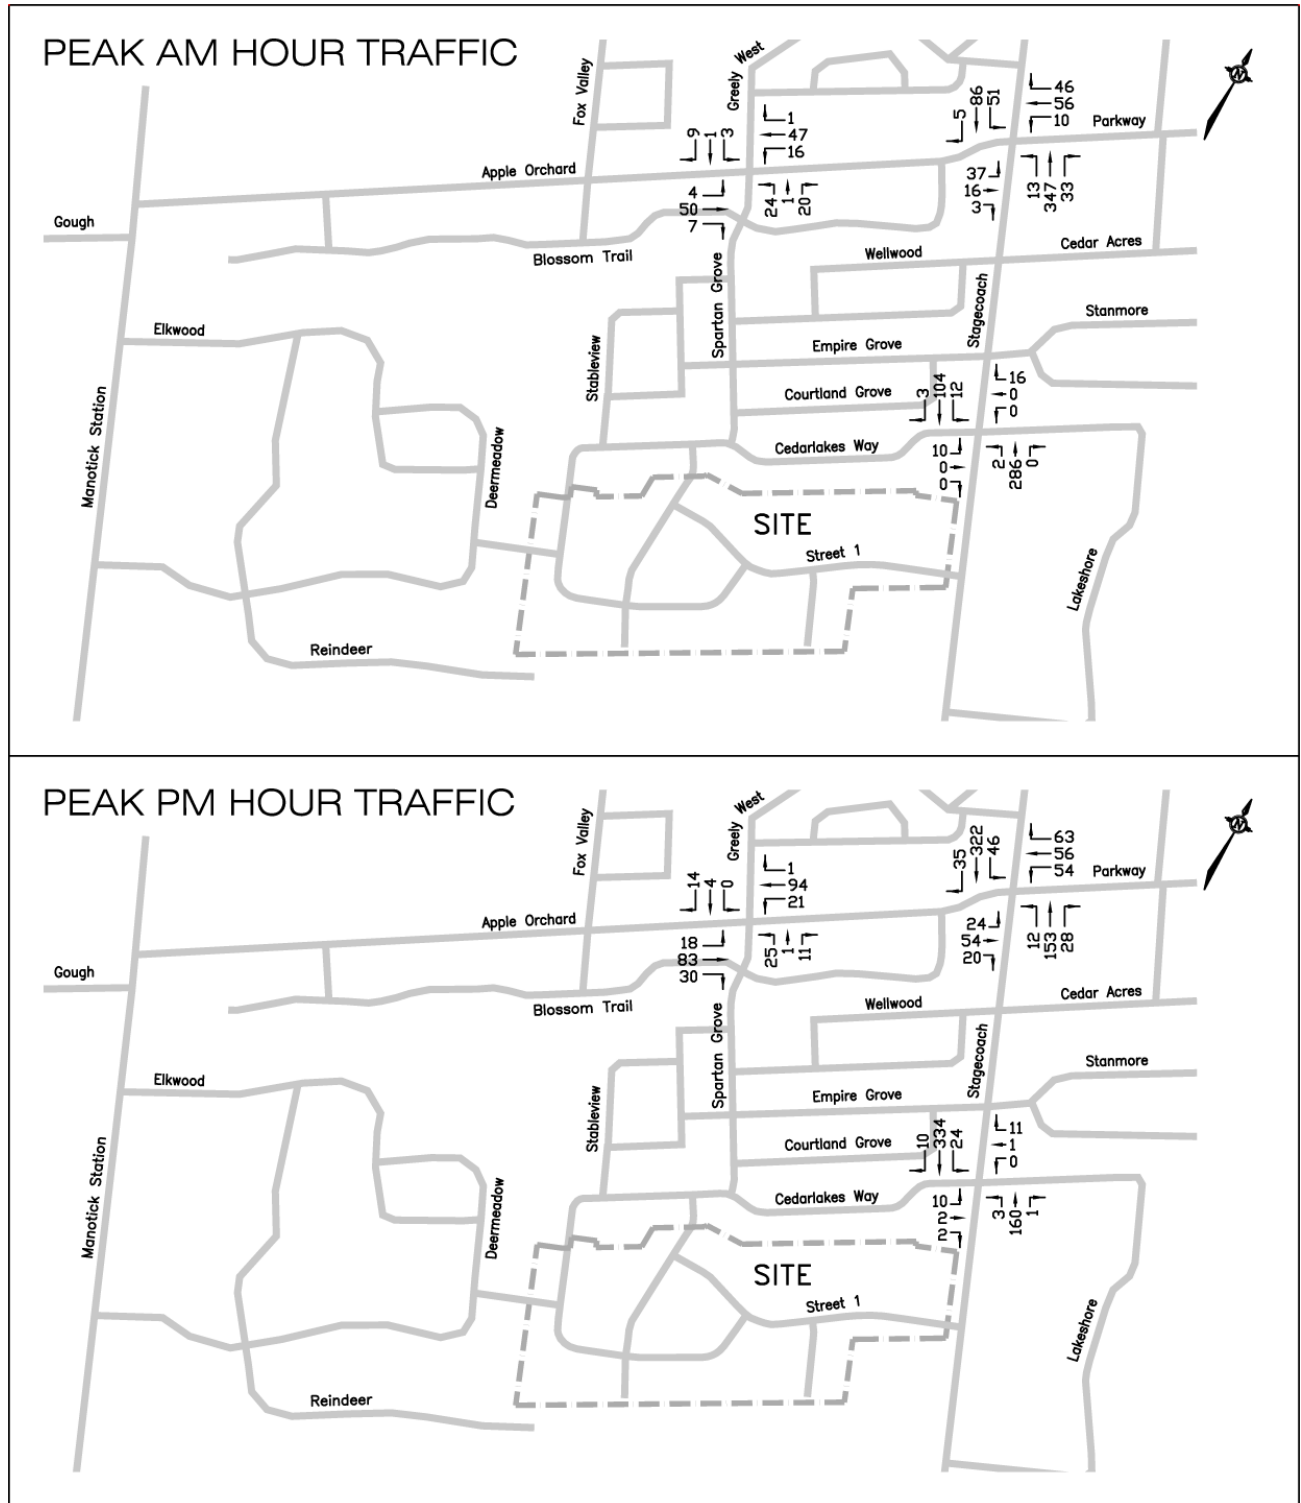 PEAK AM HOUR TRAFFIC
Fox Valley
Greely West
N
46
56
10
5
86
51
Parkway
9
1
3
1
47
16
Apple Orchard
4
50
7
24
1
20
37
16
3
13
347
33
Gough
Blossom Trail
Wellwood
Cedar Acres
Spartan Grove
Stagecoach
Stanmore
Elkwood
Stableview
Empire Grove
Courtland Grove
3
104
12
16
0
0
Manotick Station
Deermeadow
Cedarlakes Way
10
0
0
2
286
0
SITE
Street 1
Lakeshore
Reindeer
PEAK PM HOUR TRAFFIC
Fox Valley
Greely West
N
63
56
54
35
322
46
Parkway
14
4
0
1
94
21
Apple Orchard
18
83
30
25
1
11
24
54
20
12
153
28
Gough
Blossom Trail
Wellwood
Cedar Acres
Spartan Grove
Stagecoach
Stanmore
Elkwood
Stableview
Empire Grove
Courtland Grove
10
334
24
11
1
0
Manotick Station
Deermeadow
Cedarlakes Way
10
2
2
3
160
1
SITE
Street 1
Lakeshore
Reindeer